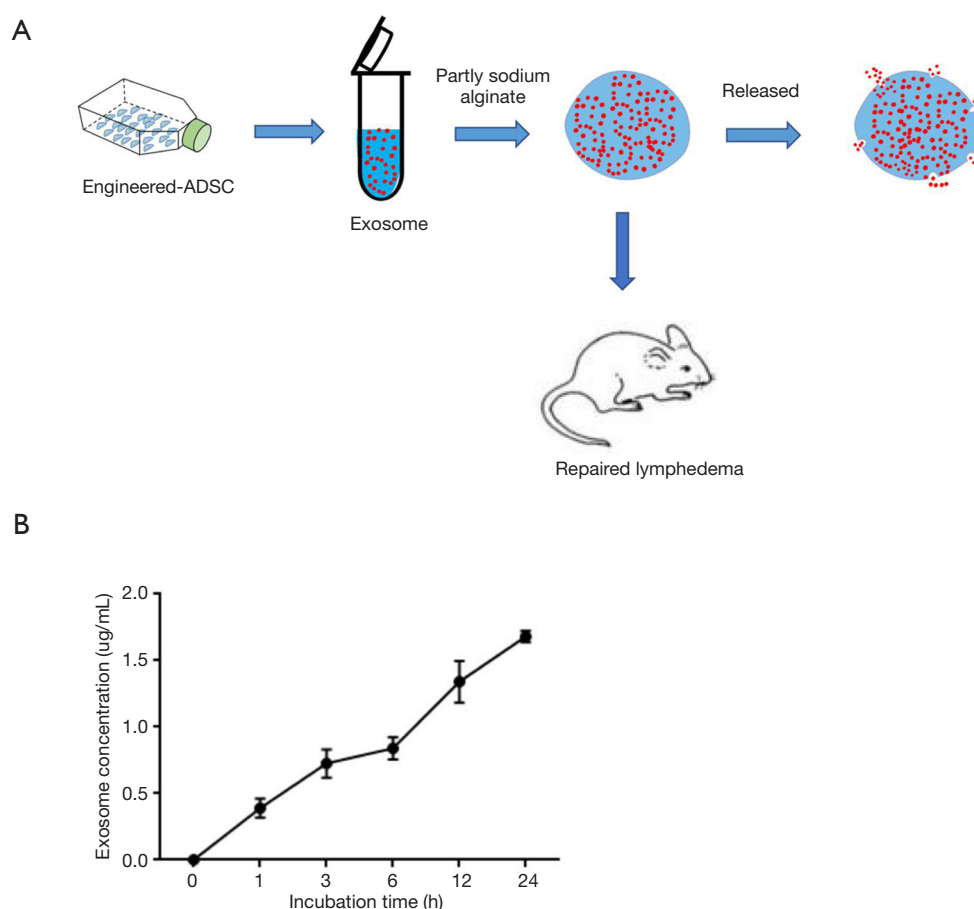 A
Engineered-ADSC
Exosome
Partly sodium
alginate
Released
Repaired lymphedema
B
Exosome concentration (ug/mL)
2.0
1.5
1.0
0.5
0.0
0 1 3 6 12 24
Incubation time (h)